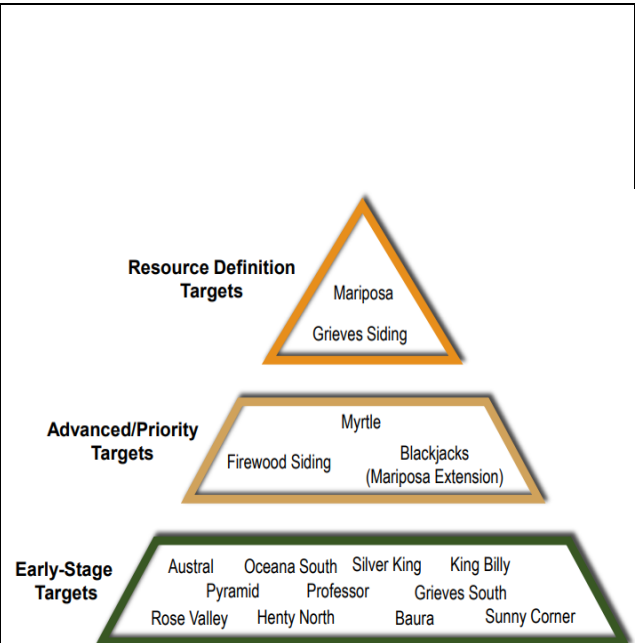 Resource Definition
Targets
Mariposa
Grieves Siding
Advanced/Priority
Targets
Myrtle
Firewood Siding
Blackjacks
(Mariposa Extension)
Early-Stage
Targets
Austral Oceana South Silver King King Billy
Pyramid Professor Grieves South
Rose Valley Henty North Baura Sunny Corner